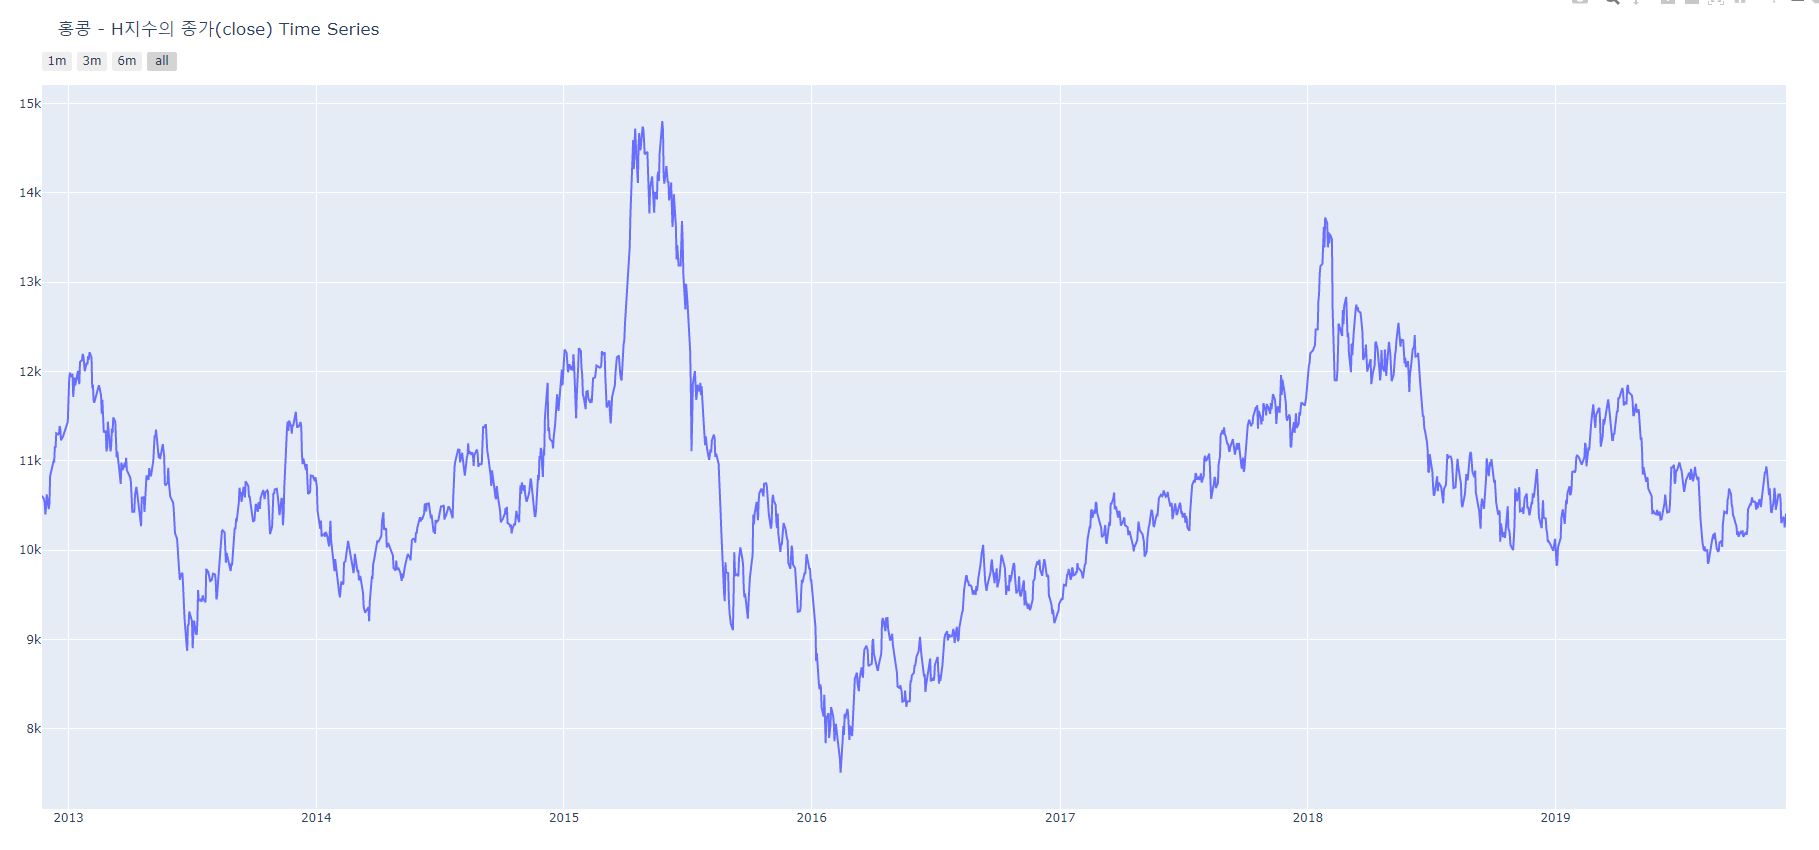 홍콩 - H지수의 종가(close) Time Series
1m 3m 6m all
15k
14k
13k
12k
11k
10k
9k
8k
2013 2014 2015 2016 2017 2018 2019